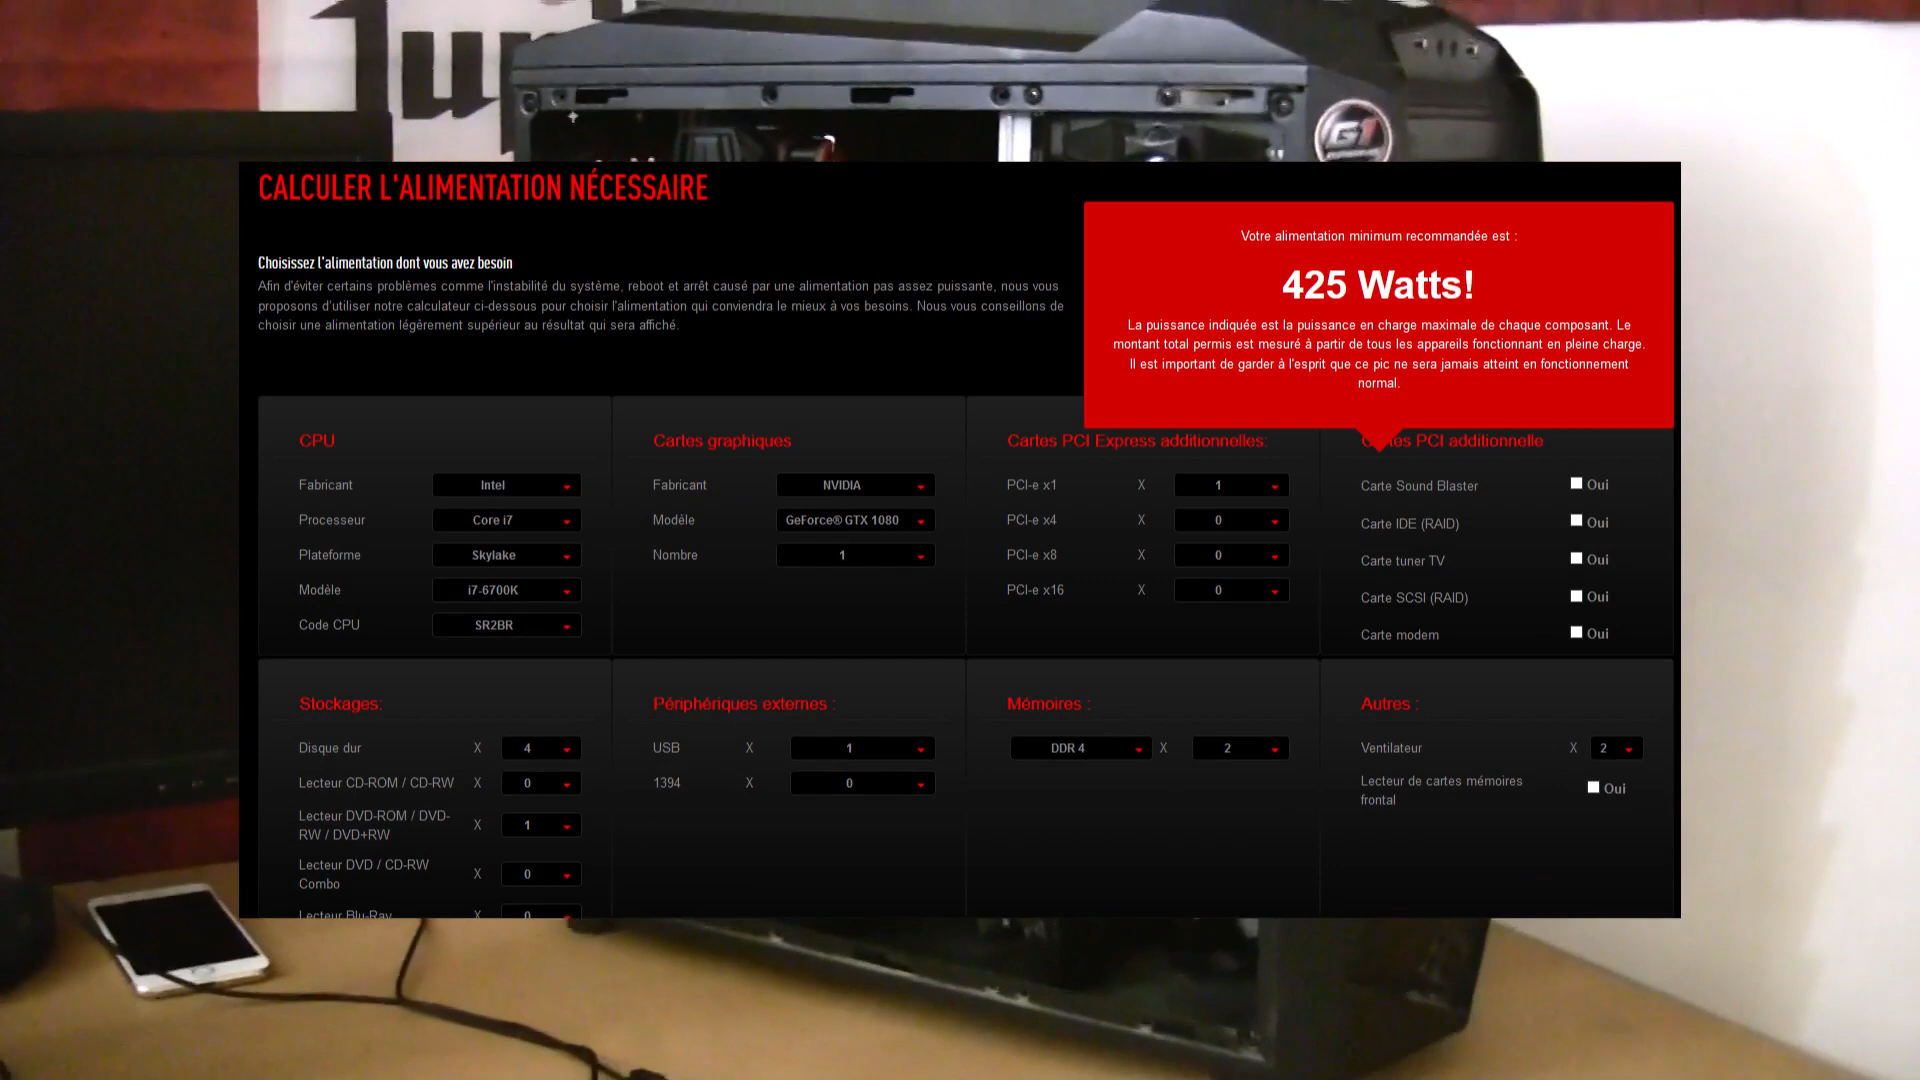 Jup
G1
CALCULER L'ALIMENTATION NÉCESSAIRE
Choisissez l'alimentation dont vous avez besoin
Afin d'éviter certains problèmes comme l'instabilité du système, reboot et arrêt causé par une alimentation pas assez puissante, nous vous
proposons d'utiliser notre calculateur ci-dessous pour choisir l'alimentation qui conviendra le mieux à vos besoins. Nous vous conseillons de
choisir une alimentation légèrement supérieur au résultat qui sera affiché.
Votre alimentation minimum recommandée est :
425 Watts!
La puissance indiquée est la puissance en charge maximale de chaque composant. Le
montant total permis est mesuré à partir de tous les appareils fonctionnant en pleine charge.
Il est important de garder à l'esprit que ce pic ne sera jamais atteint en fonctionnement
normal.
CPU
Fabricant Intel
Processeur Core i7
Plateforme Skylake
Modèle i7-6700K
Code CPU SR2BR
Cartes graphiques
Fabricant NVIDIA
Modèle GeForce® GTX 1080
Nombre 1
Cartes PCI Express additionnelles:
PCI-e x1 X 1
PCI-e x4 X 0
PCI-e x8 X 0
PCI-e x16 X 0
Cartes PCI additionnelle
Carte Sound Blaster Oui
Carte IDE (RAID) Oui
Carte tuner TV Oui
Carte SCSI (RAID) Oui
Carte modem Oui
Stockages:
Disque dur X 4
Lecteur CD-ROM / CD-RW X 0
Lecteur DVD-ROM / DVD-
RW / DVD+RW X 1
Lecteur DVD / CD-RW
Combo X 0
Lecteur Blu-Ray X 0
Périphériques externes :
USB X 1
1394 X 0
Mémoires :
DDR 4 X 2
Autres :
Ventilateur X 2
Lecteur de cartes mémoires
frontal Oui